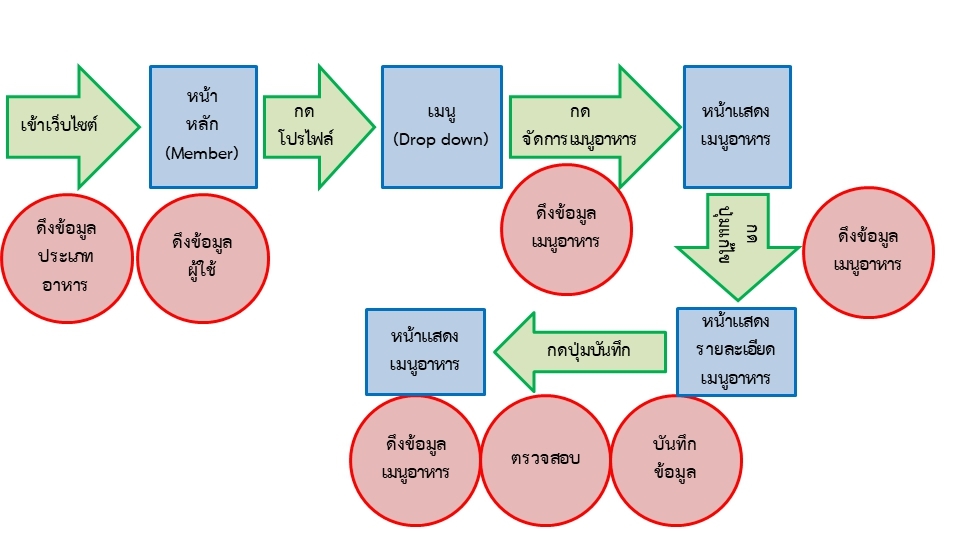 เข้าเว็บไซต์
หน้า
หลัก
(Member)
กด
โปรไฟล์
เมนู
(Drop down)
กด
จัดการเมนูอาหาร
หน้าแสดง
เมนูอาหาร
ดึงข้อมูล
ประเภท
อาหาร
ดึงข้อมูล
ผู้ใช้
ดึงข้อมูล
เมนูอาหาร
กด
ปุ่มแก้ไข
ดึงข้อมูล
เมนูอาหาร
หน้าแสดง
รายละเอียด
เมนูอาหาร
กดปุ่มบันทึก
หน้าแสดง
เมนูอาหาร
ดึงข้อมูล
เมนูอาหาร
ตรวจสอบ
บันทึก
ข้อมูล